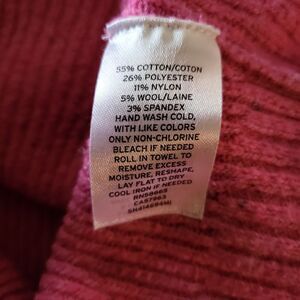 55% COTTON/COTON
26% POLYESTER
11% NYLON
5% WOOL/LAINE
3% SPANDEX
HAND WASH COLD,
WITH LIKE COLORS
ONLY NON-CHLORINE
BLEACH IF NEEDED
ROLL IN TOWEL TO
REMOVE EXCESS
MOISTURE, RESHAPE,
LAY FLAT TO DRY
COOL IRON IF NEEDED